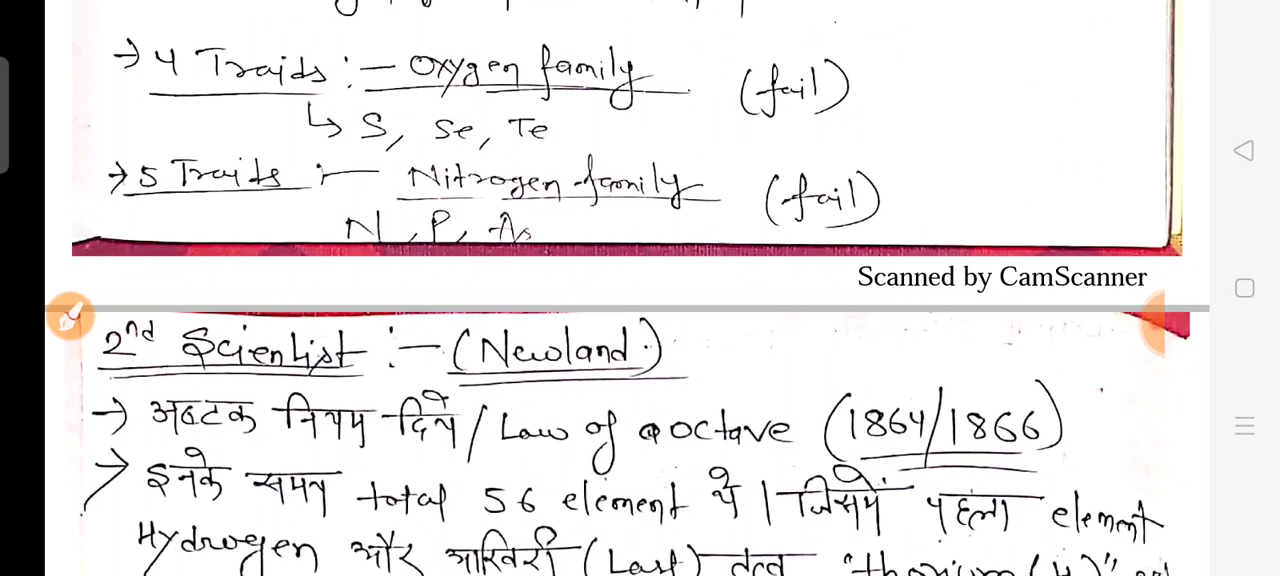 → 4 Traids :- Oxygen family (fail)
↳ S, Se, Te
→ 5 Traits :- Nitrogen family (fail)
N, P, As
Scanned by CamScanner
2nd Scientist :- (Newland.)
→ अष्टक नियम दिये / Law of octave (1864/1866)
→ इनके समय total 56 element थे | जिसमें पहला element
Hydrogen और आखिरी (Last) तत्व